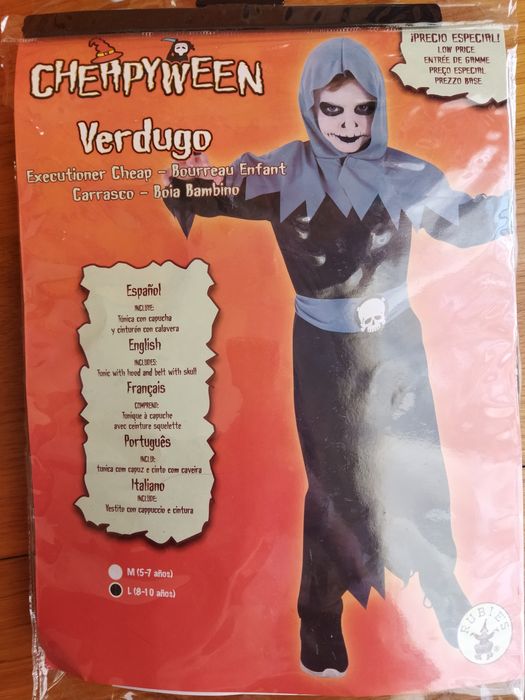 ¡PRECIO ESPECIAL!
LOW PRICE
ENTRÉE DE GAMME
PREÇO ESPECIAL
PREZZO BASE
CHEAPYWEEN
Verdugo
Executioner Cheap - Bourreau Enfant
Carrasco - Boia Bambino
Español
INCLUYE:
Túnica con capucha
y cinturón con calavera
English
INCLUDES:
Tunic with hood and belt with skull
Français
COMPREND:
Tonique à capuche
avec ceinture squelette
Português
INCLUI:
tunica com capuz e cinto com caveira
Italiano
INCLUDE:
Vestito con cappuccio e cintura
M (5-7 años)
L (8-10 años)
RUBIE'S